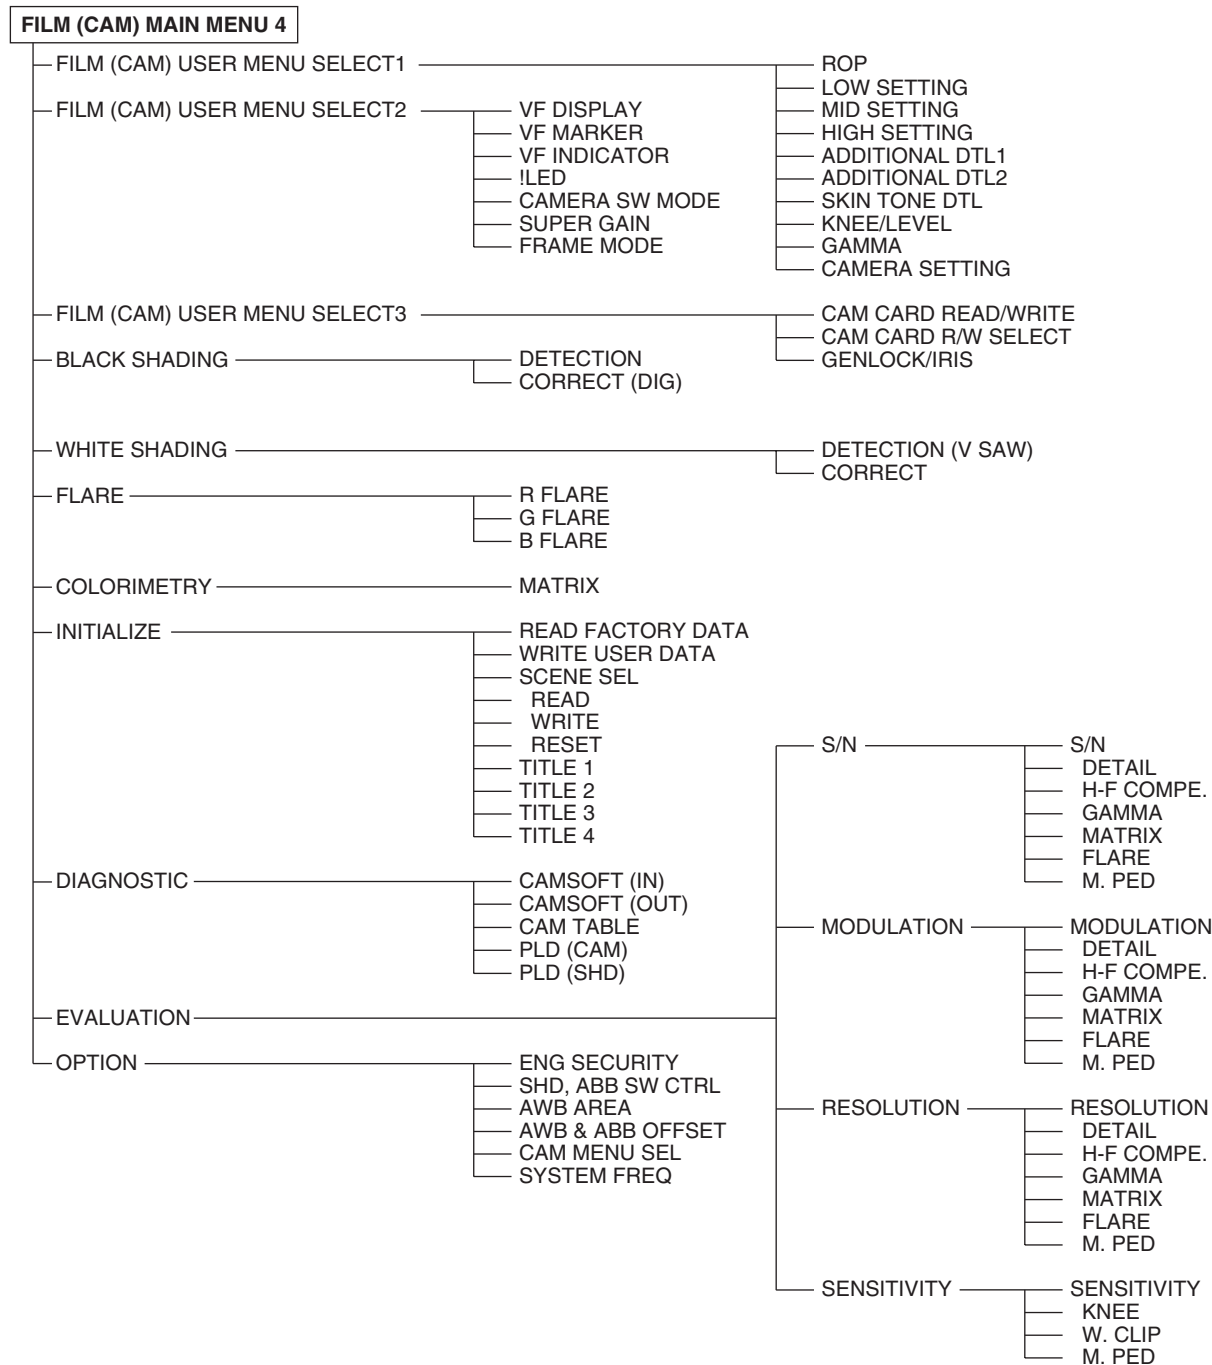 FILM (CAM) MAIN MENU 4
FILM (CAM) USER MENU SELECT1
ROP
LOW SETTING
MID SETTING
HIGH SETTING
ADDITIONAL DTL1
ADDITIONAL DTL2
SKIN TONE DTL
KNEE/LEVEL
GAMMA
CAMERA SETTING
FILM (CAM) USER MENU SELECT2
VF DISPLAY
VF MARKER
VF INDICATOR
!LED
CAMERA SW MODE
SUPER GAIN
FRAME MODE
FILM (CAM) USER MENU SELECT3
CAM CARD READ/WRITE
CAM CARD R/W SELECT
GENLOCK/IRIS
BLACK SHADING
DETECTION
CORRECT (DIG)
WHITE SHADING
DETECTION (V SAW)
CORRECT
FLARE
R FLARE
G FLARE
B FLARE
COLORIMETRY
MATRIX
INITIALIZE
READ FACTORY DATA
WRITE USER DATA
SCENE SEL
READ
WRITE
RESET
TITLE 1
TITLE 2
TITLE 3
TITLE 4
DIAGNOSTIC
CAMSOFT (IN)
CAMSOFT (OUT)
CAM TABLE
PLD (CAM)
PLD (SHD)
EVALUATION
S/N
S/N
DETAIL
H-F COMPE.
GAMMA
MATRIX
FLARE
M. PED
MODULATION
MODULATION
DETAIL
H-F COMPE.
GAMMA
MATRIX
FLARE
M. PED
RESOLUTION
RESOLUTION
DETAIL
H-F COMPE.
GAMMA
MATRIX
FLARE
M. PED
SENSITIVITY
SENSITIVITY
KNEE
W. CLIP
M. PED
OPTION
ENG SECURITY
SHD, ABB SW CTRL
AWB AREA
AWB & ABB OFFSET
CAM MENU SEL
SYSTEM FREQ